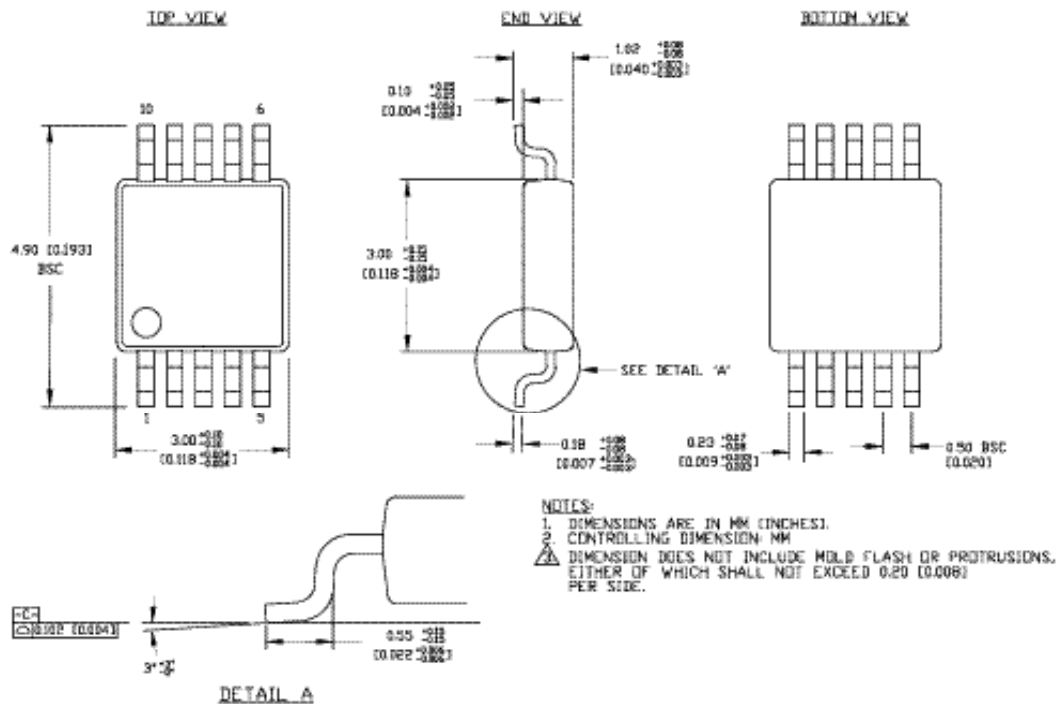 TOP VIEW
END VIEW
BOTTOM VIEW
1.02
[0.040
0.10
[0.004
10
6
4.90 [0.193]
BSC
3.00
[0.118
SEE DETAIL 'A'
1
5
3.00
[0.118
0.18
[0.007
0.23
[0.009
0.50 BSC
[0.020]
NOTES:
1. DIMENSIONS ARE IN MM [INCHES].
2. CONTROLLING DIMENSION: MM
3 DIMENSION DOES NOT INCLUDE MOLD FLASH OR PROTRUSIONS,
EITHER OF WHICH SHALL NOT EXCEED 0.20 [0.008]
PER SIDE.
-C-
0.102 [0.004]
3°
0.55
[0.022
DETAIL A